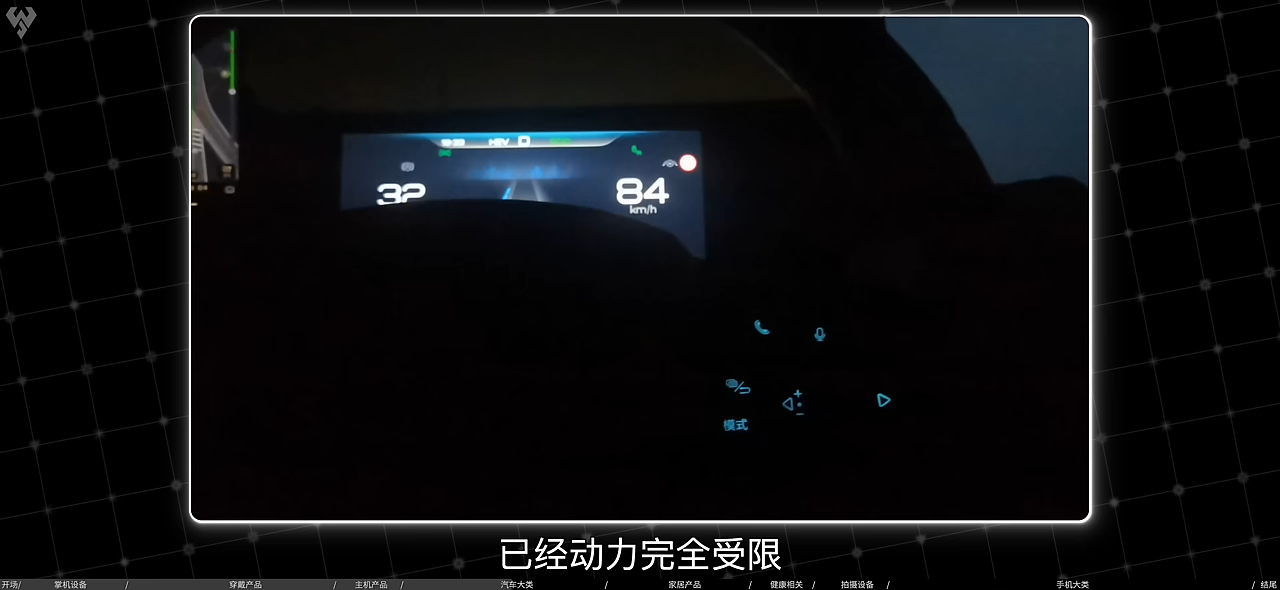 HEV D
32
84
km/h
模式
已经动力完全受限
开场/ 掌机设备 / 穿戴产品 / 主机产品 / 汽车大类 / 家居产品 / 健康相关 / 拍摄设备 / 手机大类 / 结尾